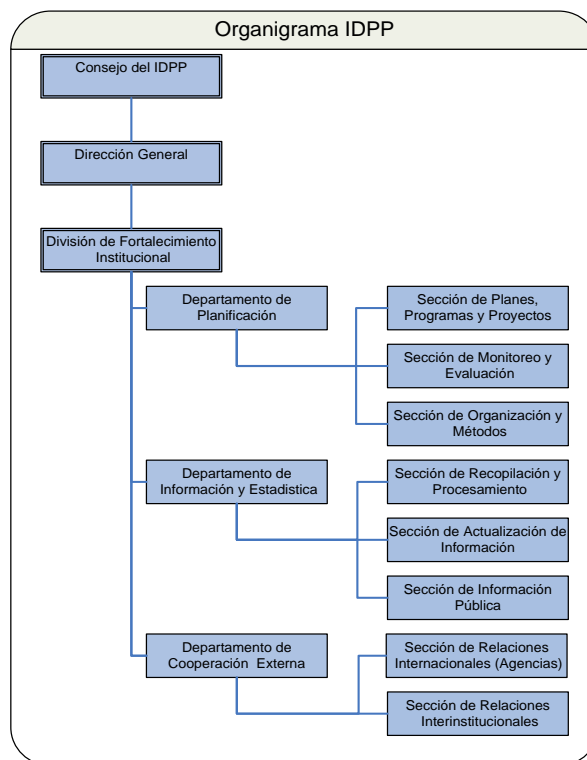 Organigrama IDPP
Consejo del IDPP
Dirección General
División de Fortalecimiento
Institucional
Departamento de
Planificación
Sección de Planes,
Programas y Proyectos
Sección de Monitoreo y
Evaluación
Sección de Organización y
Métodos
Departamento de
Información y Estadistica
Sección de Recopilación y
Procesamiento
Sección de Actualización de
Información
Sección de Información
Pública
Departamento de
Cooperación Externa
Sección de Relaciones
Internacionales (Agencias)
Sección de Relaciones
Interinstitucionales